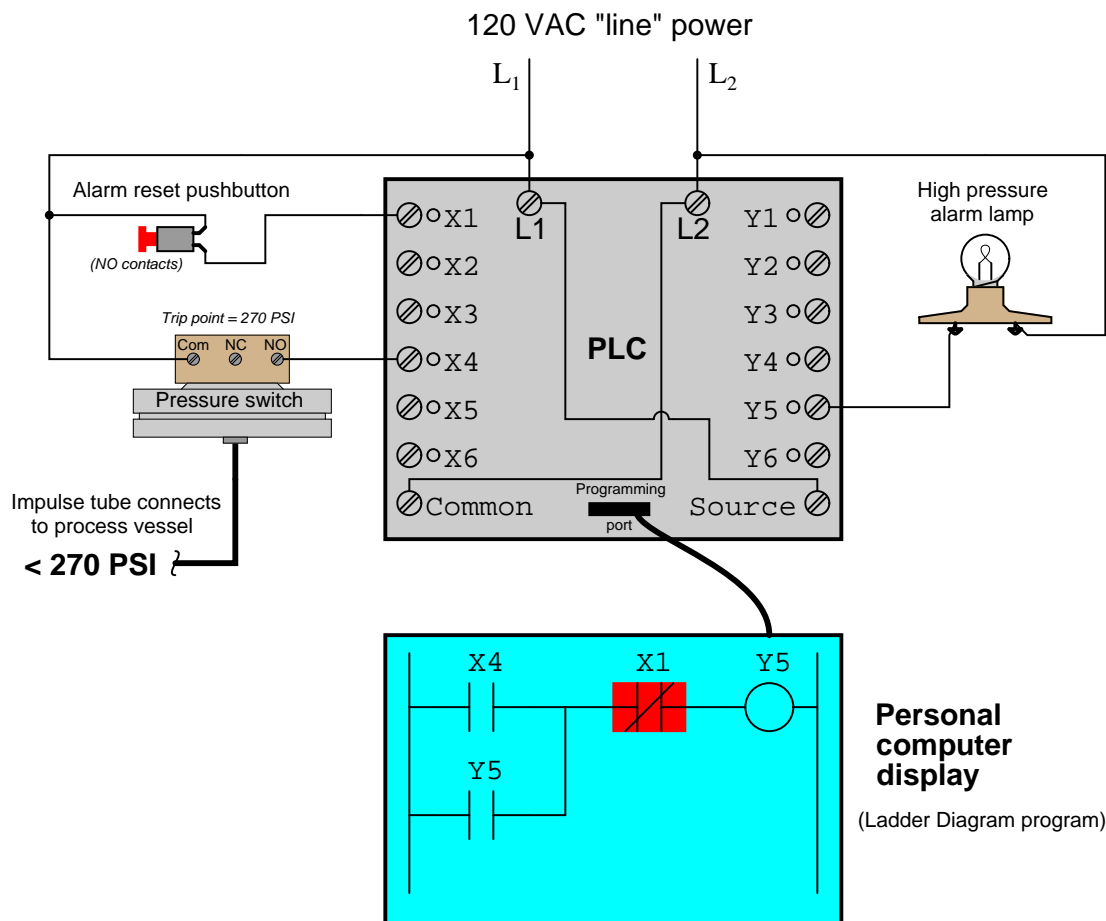 120 VAC "line" power
L1
L2
Alarm reset pushbutton
(NO contacts)
Trip point = 270 PSI
Com NC NO
Pressure switch
Impulse tube connects
to process vessel
< 270 PSI
X1
X2
X3
X4
X5
X6
Common
L1
L2
PLC
Programming
port
Y1
Y2
Y3
Y4
Y5
Y6
Source
High pressure
alarm lamp
X4
X1
Y5
Y5
Personal
computer
display
(Ladder Diagram program)